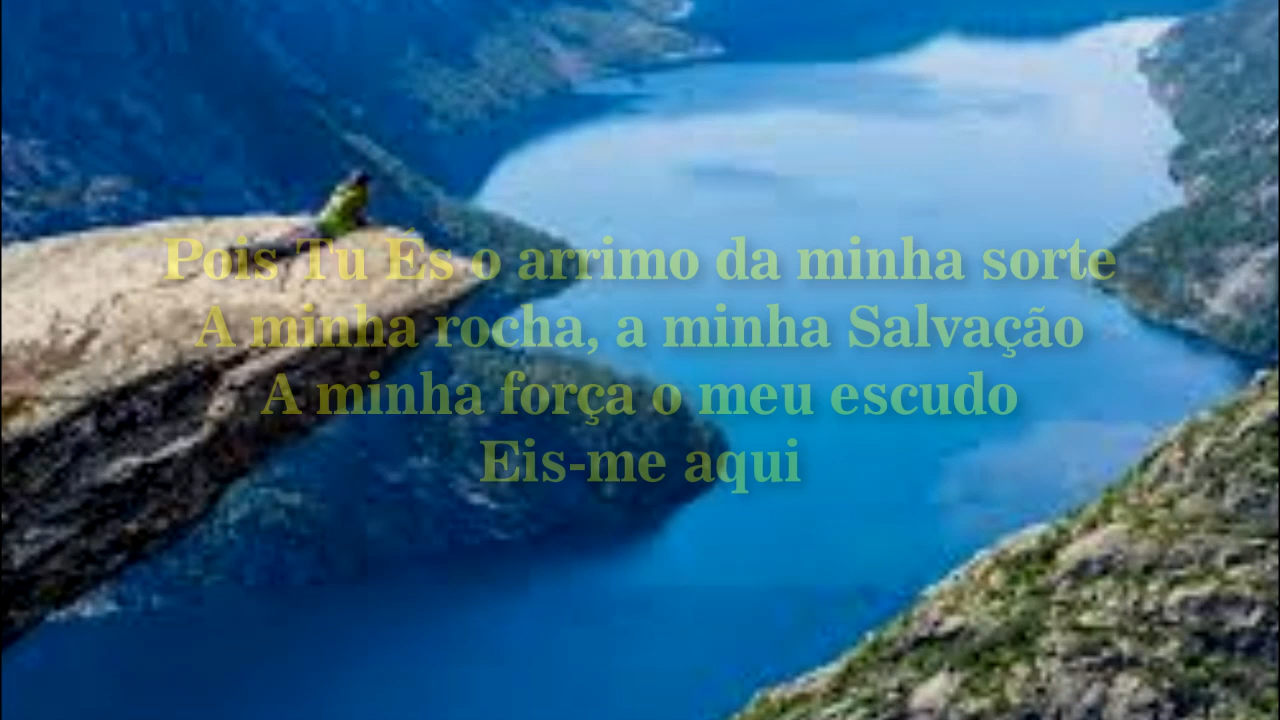 Pois Tu És o arrimo da minha sorte
A minha rocha, a minha Salvação
A minha força o meu escudo
Eis-me aqui